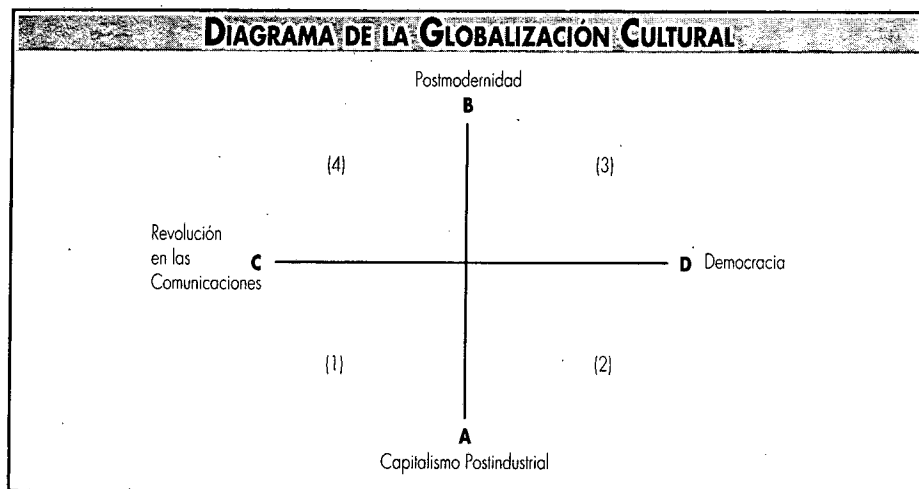 DIAGRAMA DE LA GLOBALIZACIÓN CULTURAL
Postmodernidad
B
(4)
(3)
Revolución
en las
Comunicaciones
C
D Democracia
(1)
(2)
A
Capitalismo Postindustrial